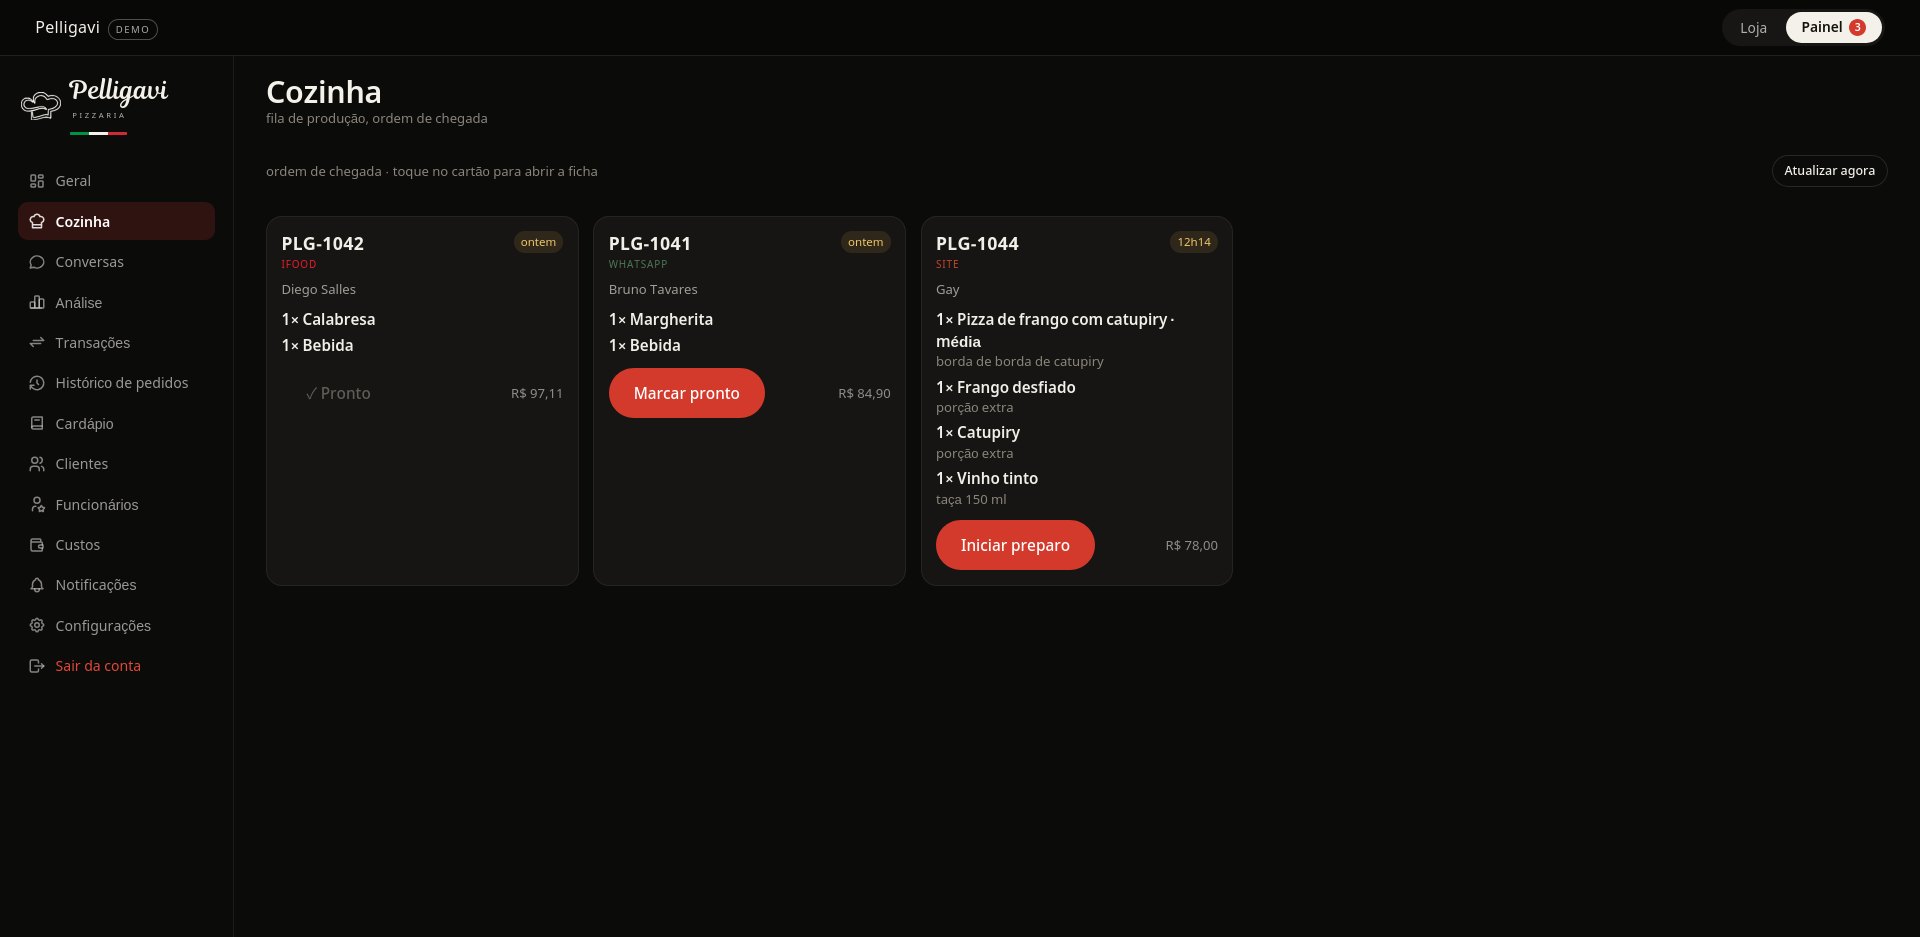 Pelligavi DEMO
Loja
Painel 3
Pelligavi
PIZZARIA
Geral
Cozinha
Conversas
Análise
Transações
Histórico de pedidos
Cardápio
Clientes
Funcionários
Custos
Notificações
Configurações
Sair da conta
Cozinha
fila de produção, ordem de chegada
ordem de chegada · toque no cartão para abrir a ficha
Atualizar agora
PLG-1042 ontem
IFOOD
Diego Salles
1× Calabresa
1× Bebida
✓ Pronto R$ 97,11
PLG-1041 ontem
WHATSAPP
Bruno Tavares
1× Margherita
1× Bebida
Marcar pronto R$ 84,90
PLG-1044 12h14
SITE
Gay
1× Pizza de frango com catupiry ·
média
borda de borda de catupiry
1× Frango desfiado
porção extra
1× Catupiry
porção extra
1× Vinho tinto
taça 150 ml
Iniciar preparo R$ 78,00